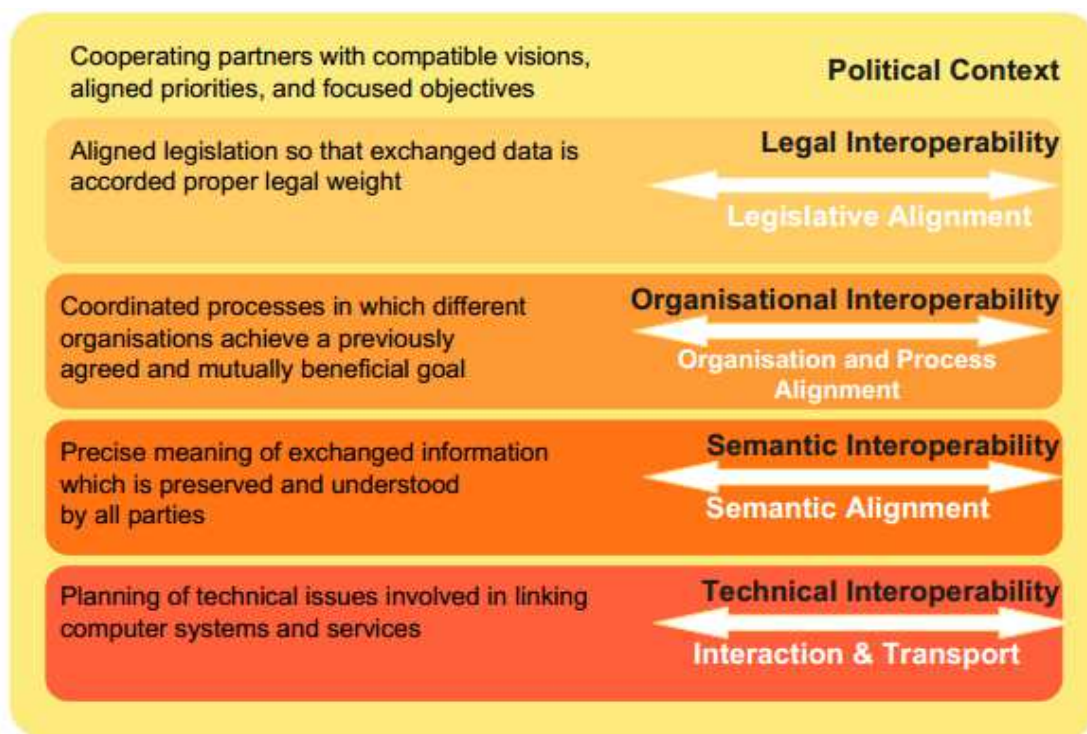 Cooperating partners with compatible visions,
aligned priorities, and focused objectives
Political Context
Aligned legislation so that exchanged data is
accorded proper legal weight
Legal Interoperability
Legislative Alignment
Coordinated processes in which different
organisations achieve a previously
agreed and mutually beneficial goal
Organisational Interoperability
Organisation and Process
Alignment
Precise meaning of exchanged information
which is preserved and understood
by all parties
Semantic Interoperability
Semantic Alignment
Planning of technical issues involved in linking
computer systems and services
Technical Interoperability
Interaction & Transport